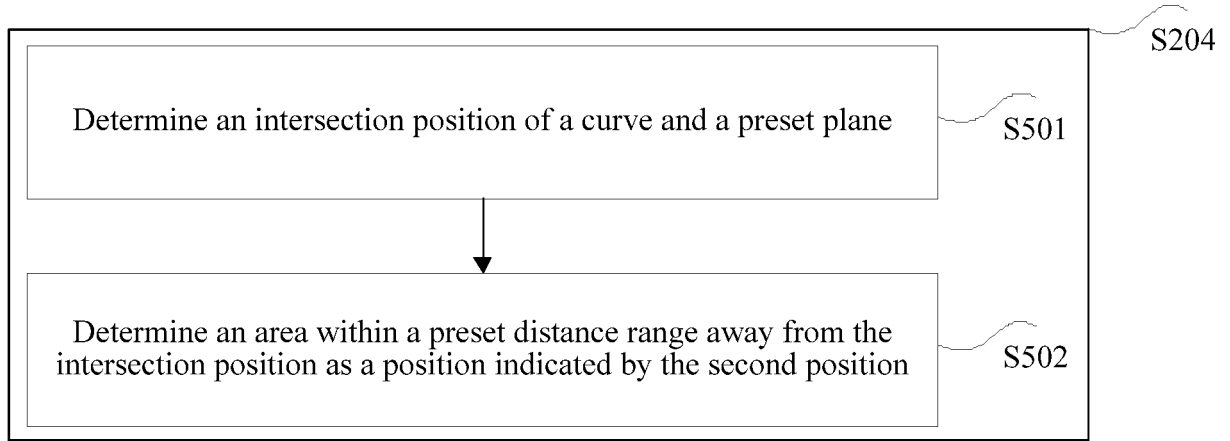 S204
Determine an intersection position of a curve and a preset plane
S501
Determine an area within a preset distance range away from the
intersection position as a position indicated by the second position
S502